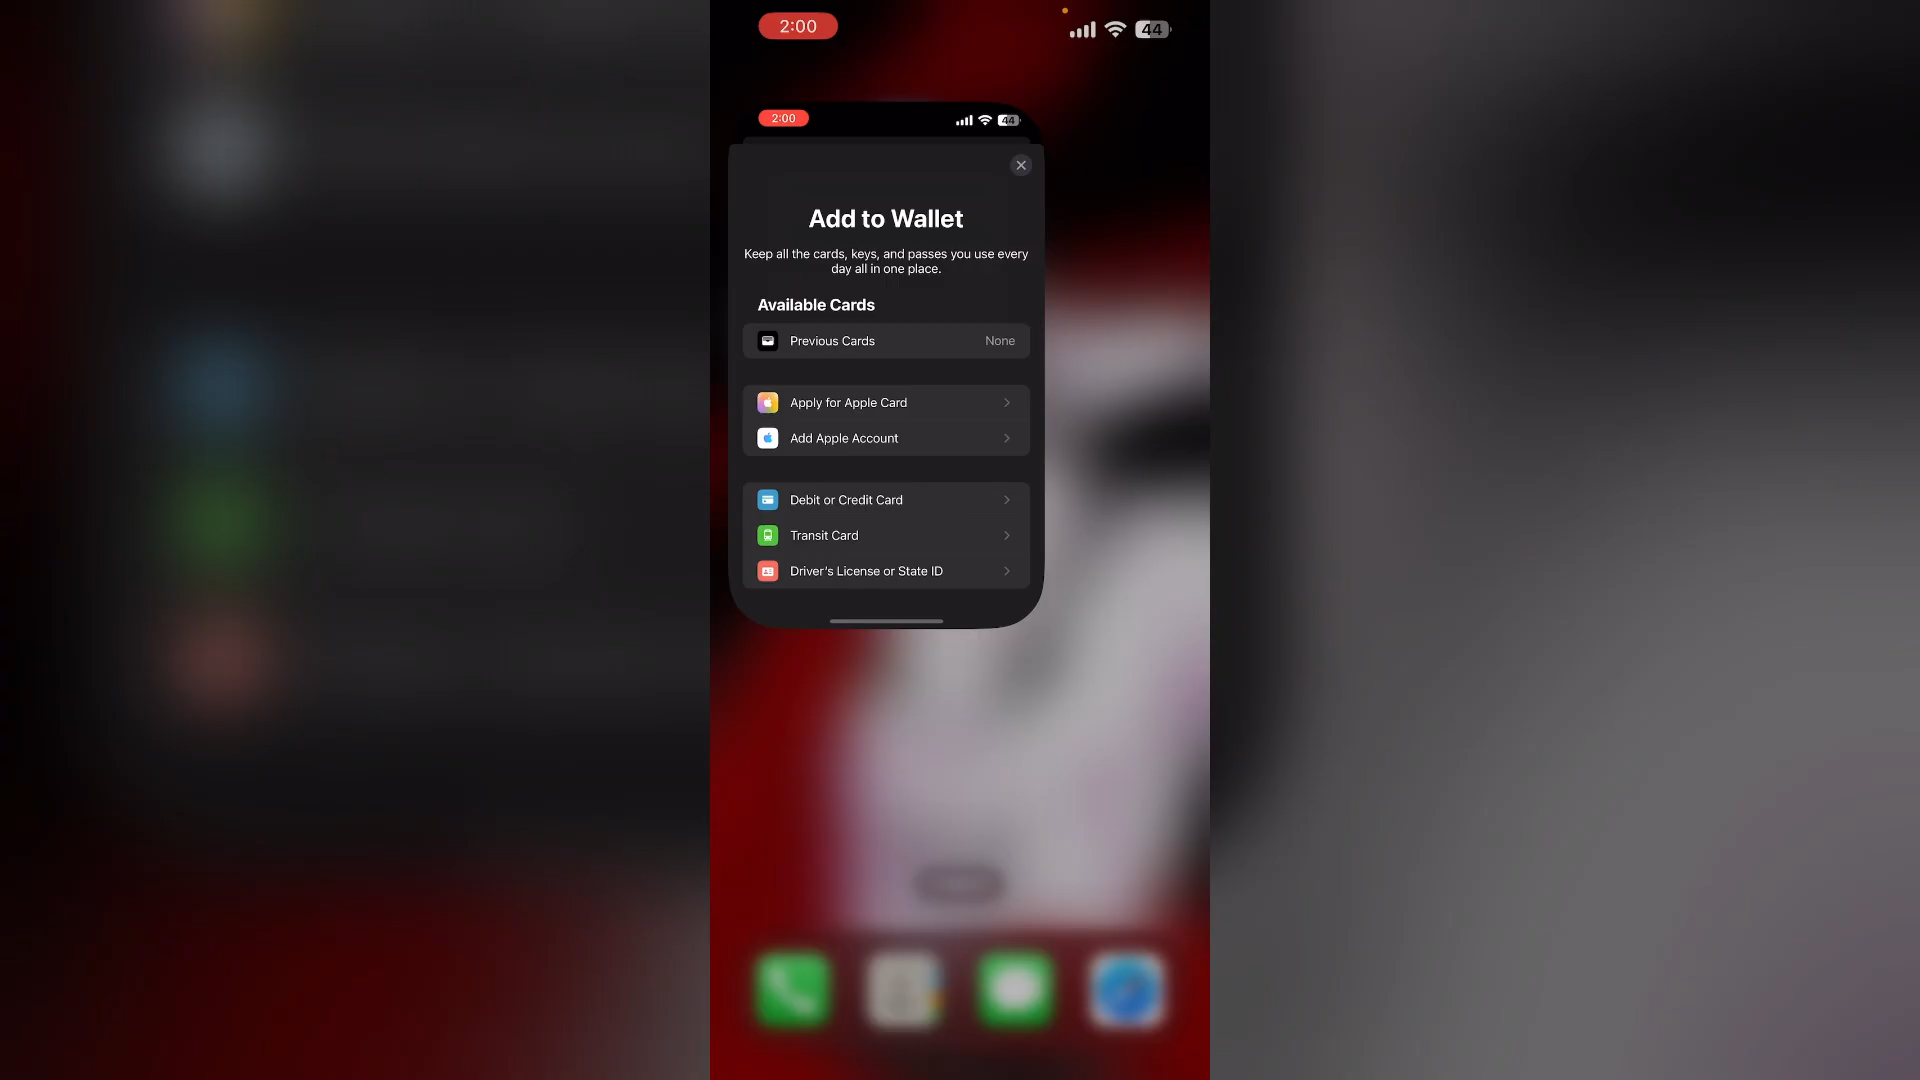 2:00
44
2:00
44
Add to Wallet
Keep all the cards, keys, and passes you use every
day all in one place.
Available Cards
Previous Cards None
Apply for Apple Card
Add Apple Account
Debit or Credit Card
Transit Card
Driver's License or State ID